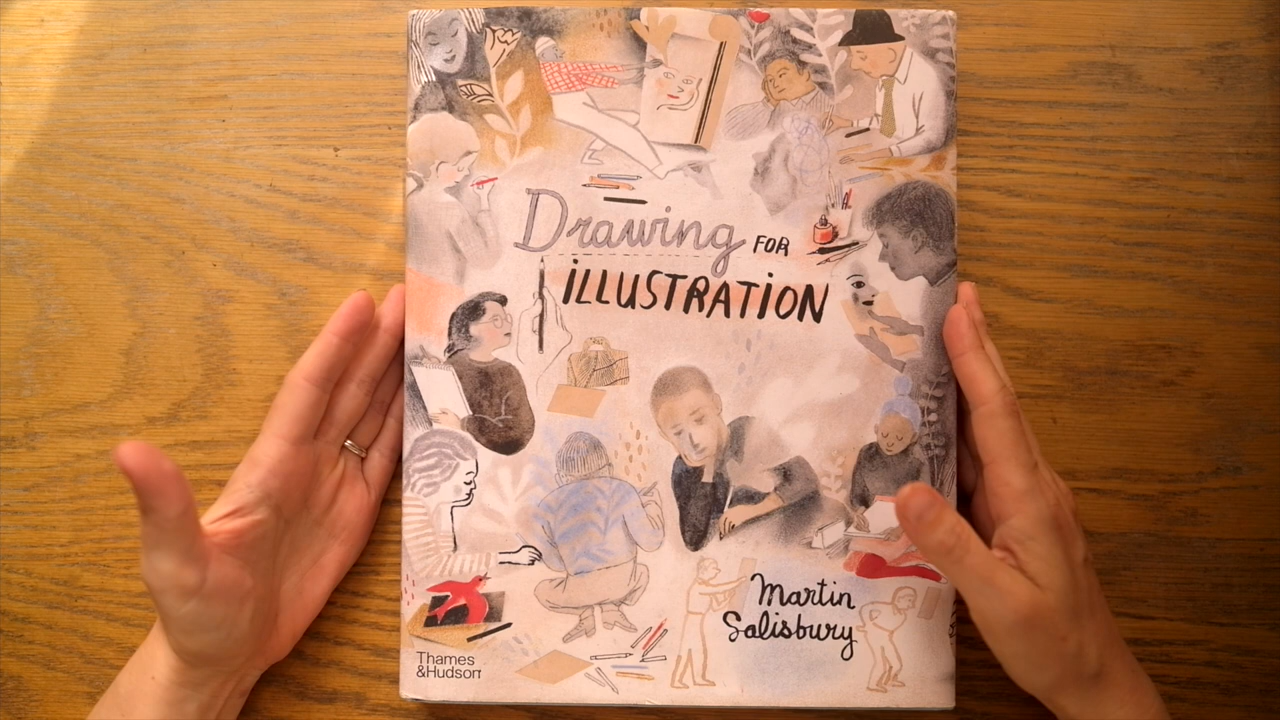 Drawing FOR
iLLUSTRATiON
Martin
Salisbury
Thames
&Hudson